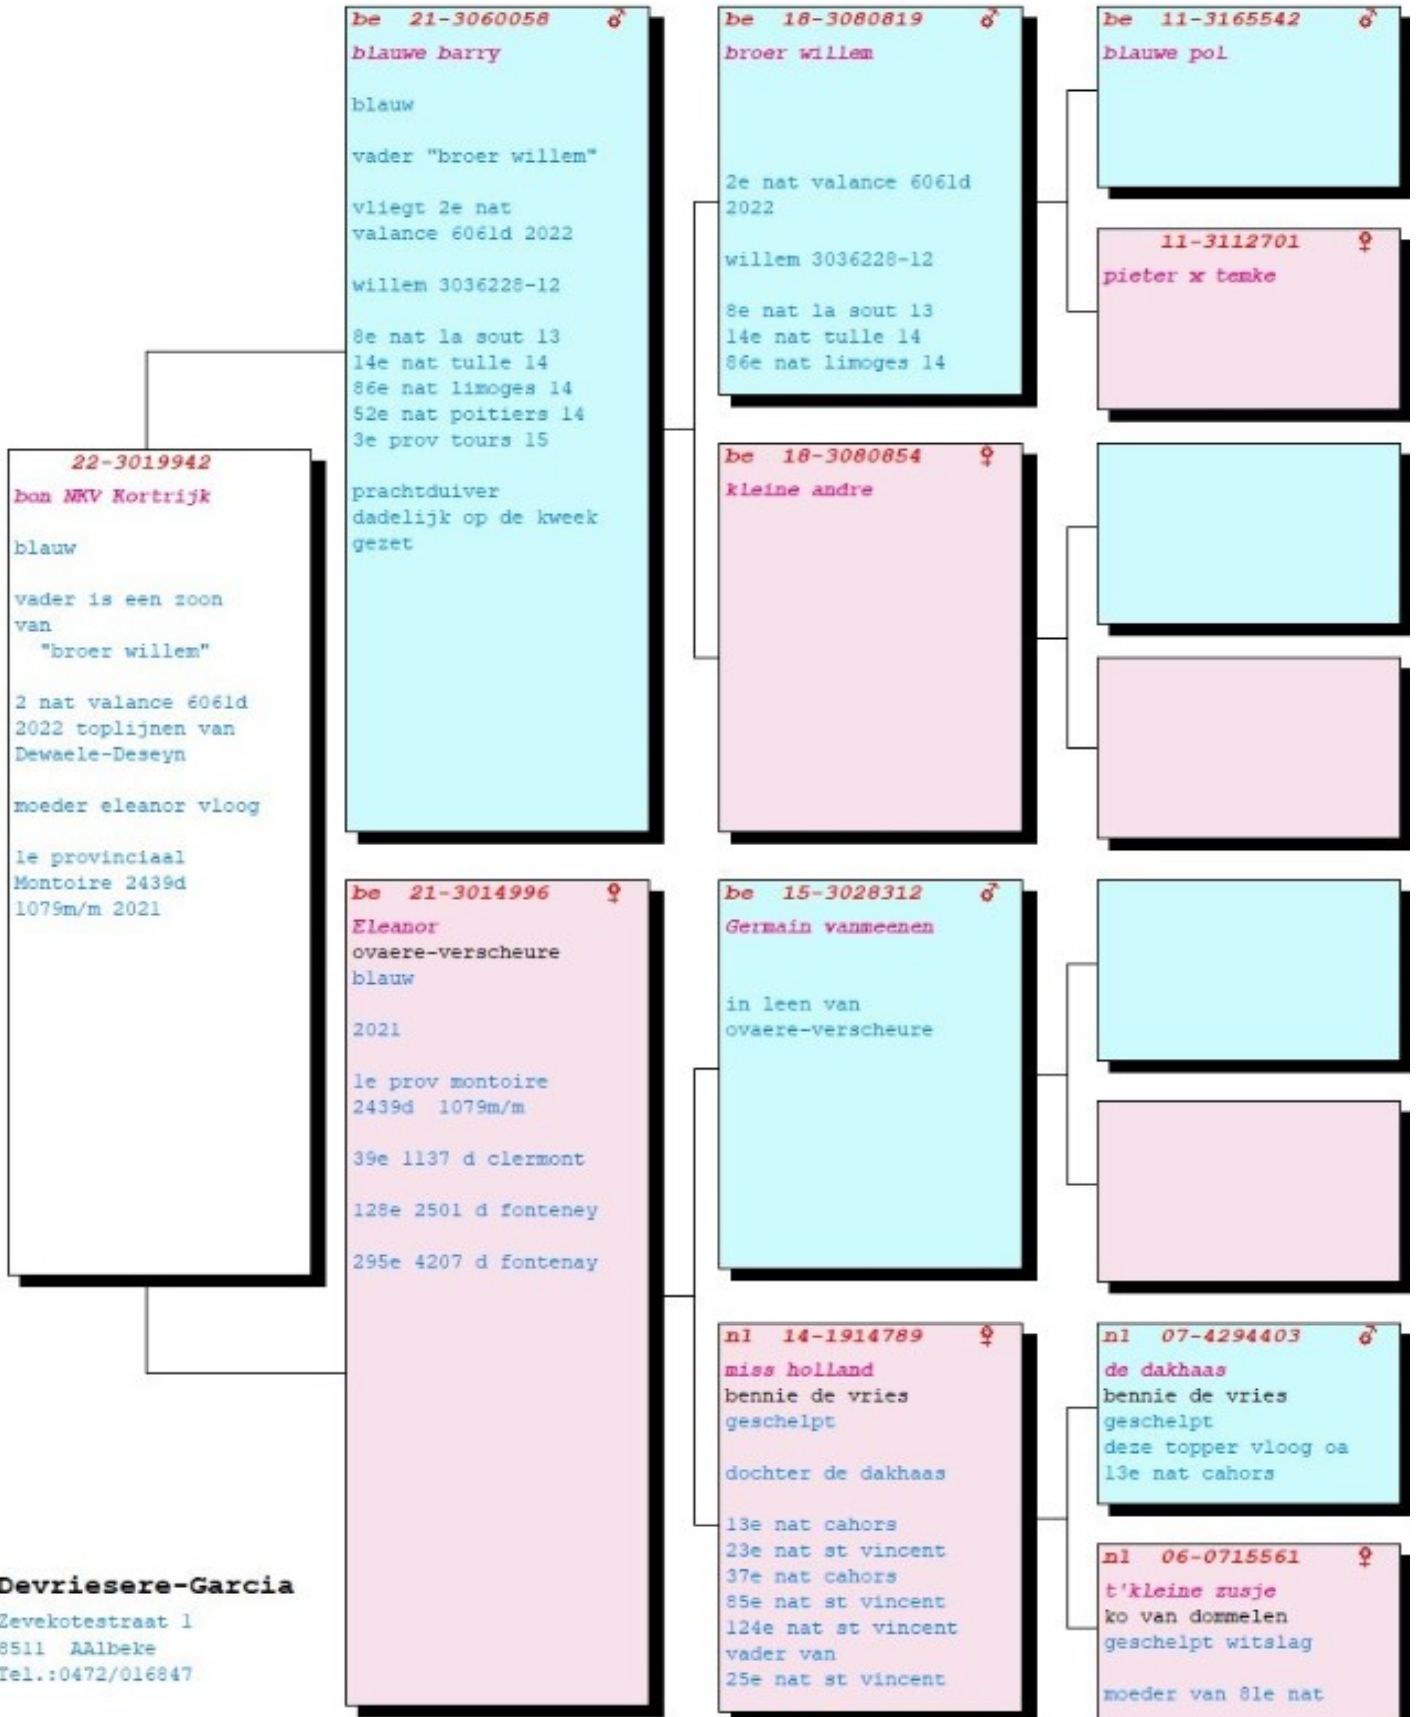 22-3019942
bon NKV Kortrijk
blauw
vader is een zoon
van
"broer willem"
2 nat valance 6061d
2022 toplijnen van
Dewaele-Deseyn
moeder eleanor vloog
1e provinciaal
Montoire 2439d
1079m/m 2021
be 21-3060058 ♂
blauwe barry
blauw
vader "broer willem"
vliegt 2e nat
valance 6061d 2022
willem 3036228-12
8e nat la sout 13
14e nat tulle 14
86e nat limoges 14
52e nat poitiers 14
3e prov tours 15
prachtduiver
dadelijk op de kweek
gezet
be 21-3014996 ♀
Eleanor
ovaere-verscheure
blauw
2021
1e prov montoire
2439d 1079m/m
39e 1137 d clermont
128e 2501 d fonteney
295e 4207 d fontenay
be 18-3080819 ♂
broer willem
2e nat valance 6061d
2022
willem 3036228-12
8e nat la sout 13
14e nat tulle 14
86e nat limoges 14
be 18-3080854 ♀
kleine andre
be 15-3028312 ♂
Germain vanmeenen
in leen van
ovaere-verscheure
nl 14-1914789 ♀
miss holland
bennie de vries
geschelpt
dochter de dakhaas
13e nat cahors
23e nat st vincent
37e nat cahors
85e nat st vincent
124e nat st vincent
vader van
25e nat st vincent
be 11-3165542 ♂
blauwe pol
11-3112701 ♀
pieter x temke
nl 07-4294403 ♂
de dakhaas
bennie de vries
geschelpt
deze topper vloog oa
13e nat cahors
nl 06-0715561 ♀
t'kleine zusje
ko van dommelen
geschelpt witslag
moeder van 81e nat
Devriesere-Garcia
Zevekotestraat 1
8511 AAlbeke
Tel.:0472/016847